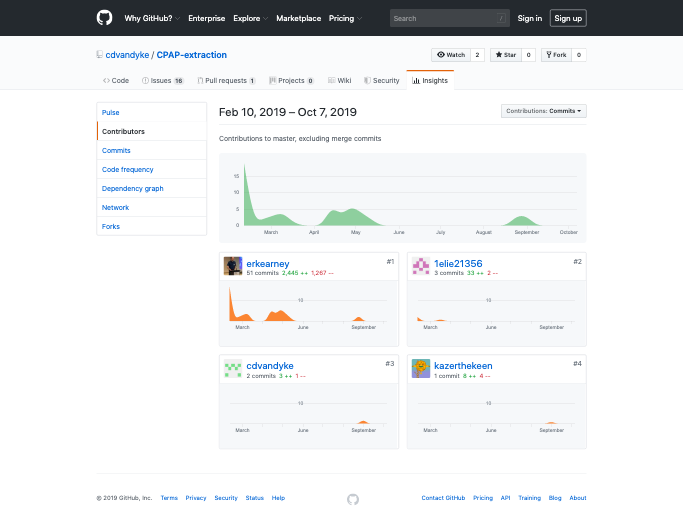 Why GitHub? Enterprise Explore Marketplace Pricing Search / Sign in Sign up
cdvandyke / CPAP-extraction Watch 2 Star 0 Fork 0
Code Issues 16 Pull requests 1 Projects 0 Wiki Security Insights
Pulse
Contributors
Commits
Code frequency
Dependency graph
Network
Forks
Feb 10, 2019 – Oct 7, 2019 Contributions: Commits
Contributions to master, excluding merge commits
15
10
5
0
March April May June July August September October
erkearney #1
51 commits 2,445 ++ 1,267 --
10
March June September
1elie21356 #2
3 commits 33 ++ 2 --
10
March June September
cdvandyke #3
2 commits 3 ++ 1 --
10
March June September
kazerthekeen #4
1 commit 8 ++ 4 --
10
March June September
© 2019 GitHub, Inc. Terms Privacy Security Status Help Contact GitHub Pricing API Training Blog About